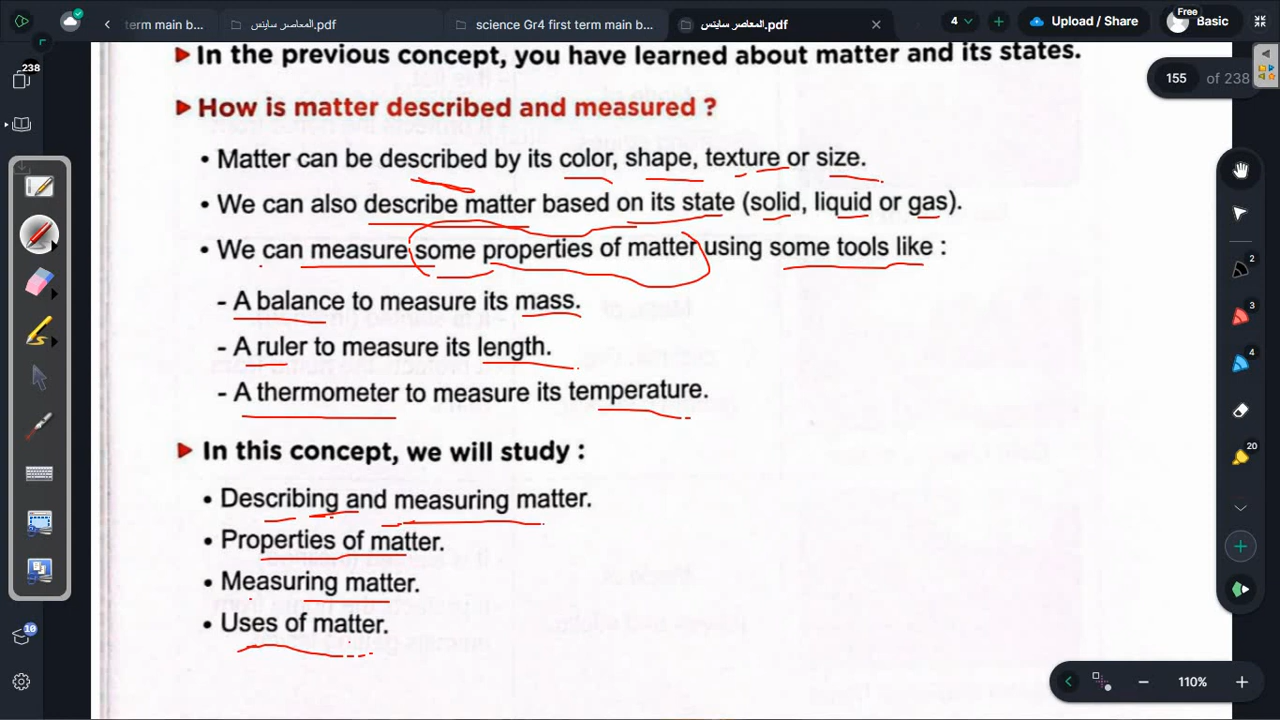 term main b...
المعاصر ساينس.pdf
science Gr4 first term main b...
المعاصر ساينس.pdf
4
Upload / Share
Free
Basic
238
155 of 238
In the previous concept, you have learned about matter and its states.
How is matter described and measured ?
• Matter can be described by its color, shape, texture or size.
• We can also describe matter based on its state (solid, liquid or gas).
• We can measure some properties of matter using some tools like :
- A balance to measure its mass.
- A ruler to measure its length.
- A thermometer to measure its temperature.
In this concept, we will study :
• Describing and measuring matter.
• Properties of matter.
• Measuring matter.
• Uses of matter.
2
3
4
20
10
110%